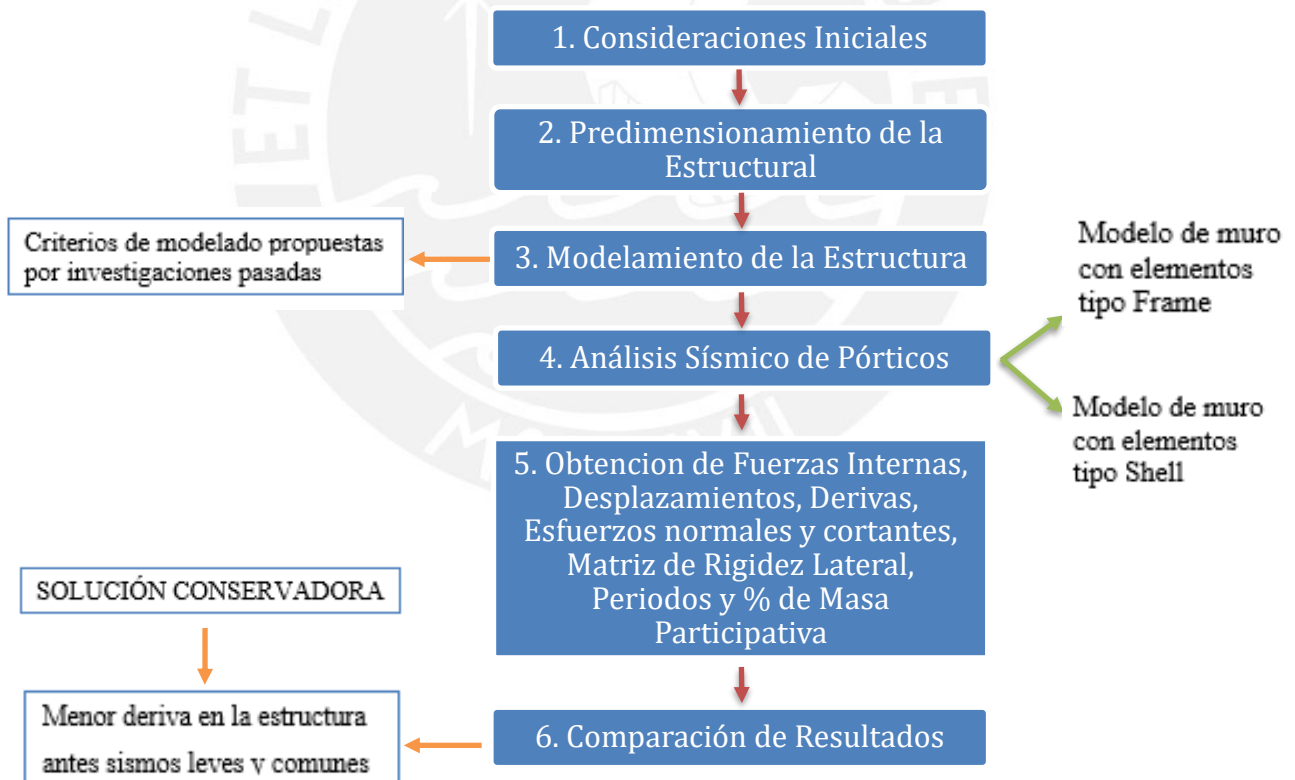 1. Consideraciones Iniciales
2. Predimensionamiento de la
Estructural
Criterios de modelado propuestas
por investigaciones pasadas
3. Modelamiento de la Estructura
Modelo de muro
con elementos
tipo Frame
4. Análisis Sísmico de Pórticos
Modelo de muro
con elementos
tipo Shell
5. Obtencion de Fuerzas Internas,
Desplazamientos, Derivas,
Esfuerzos normales y cortantes,
Matriz de Rigidez Lateral,
Periodos y % de Masa
Participativa
SOLUCIÓN CONSERVADORA
Menor deriva en la estructura
antes sismos leves y comunes
6. Comparación de Resultados